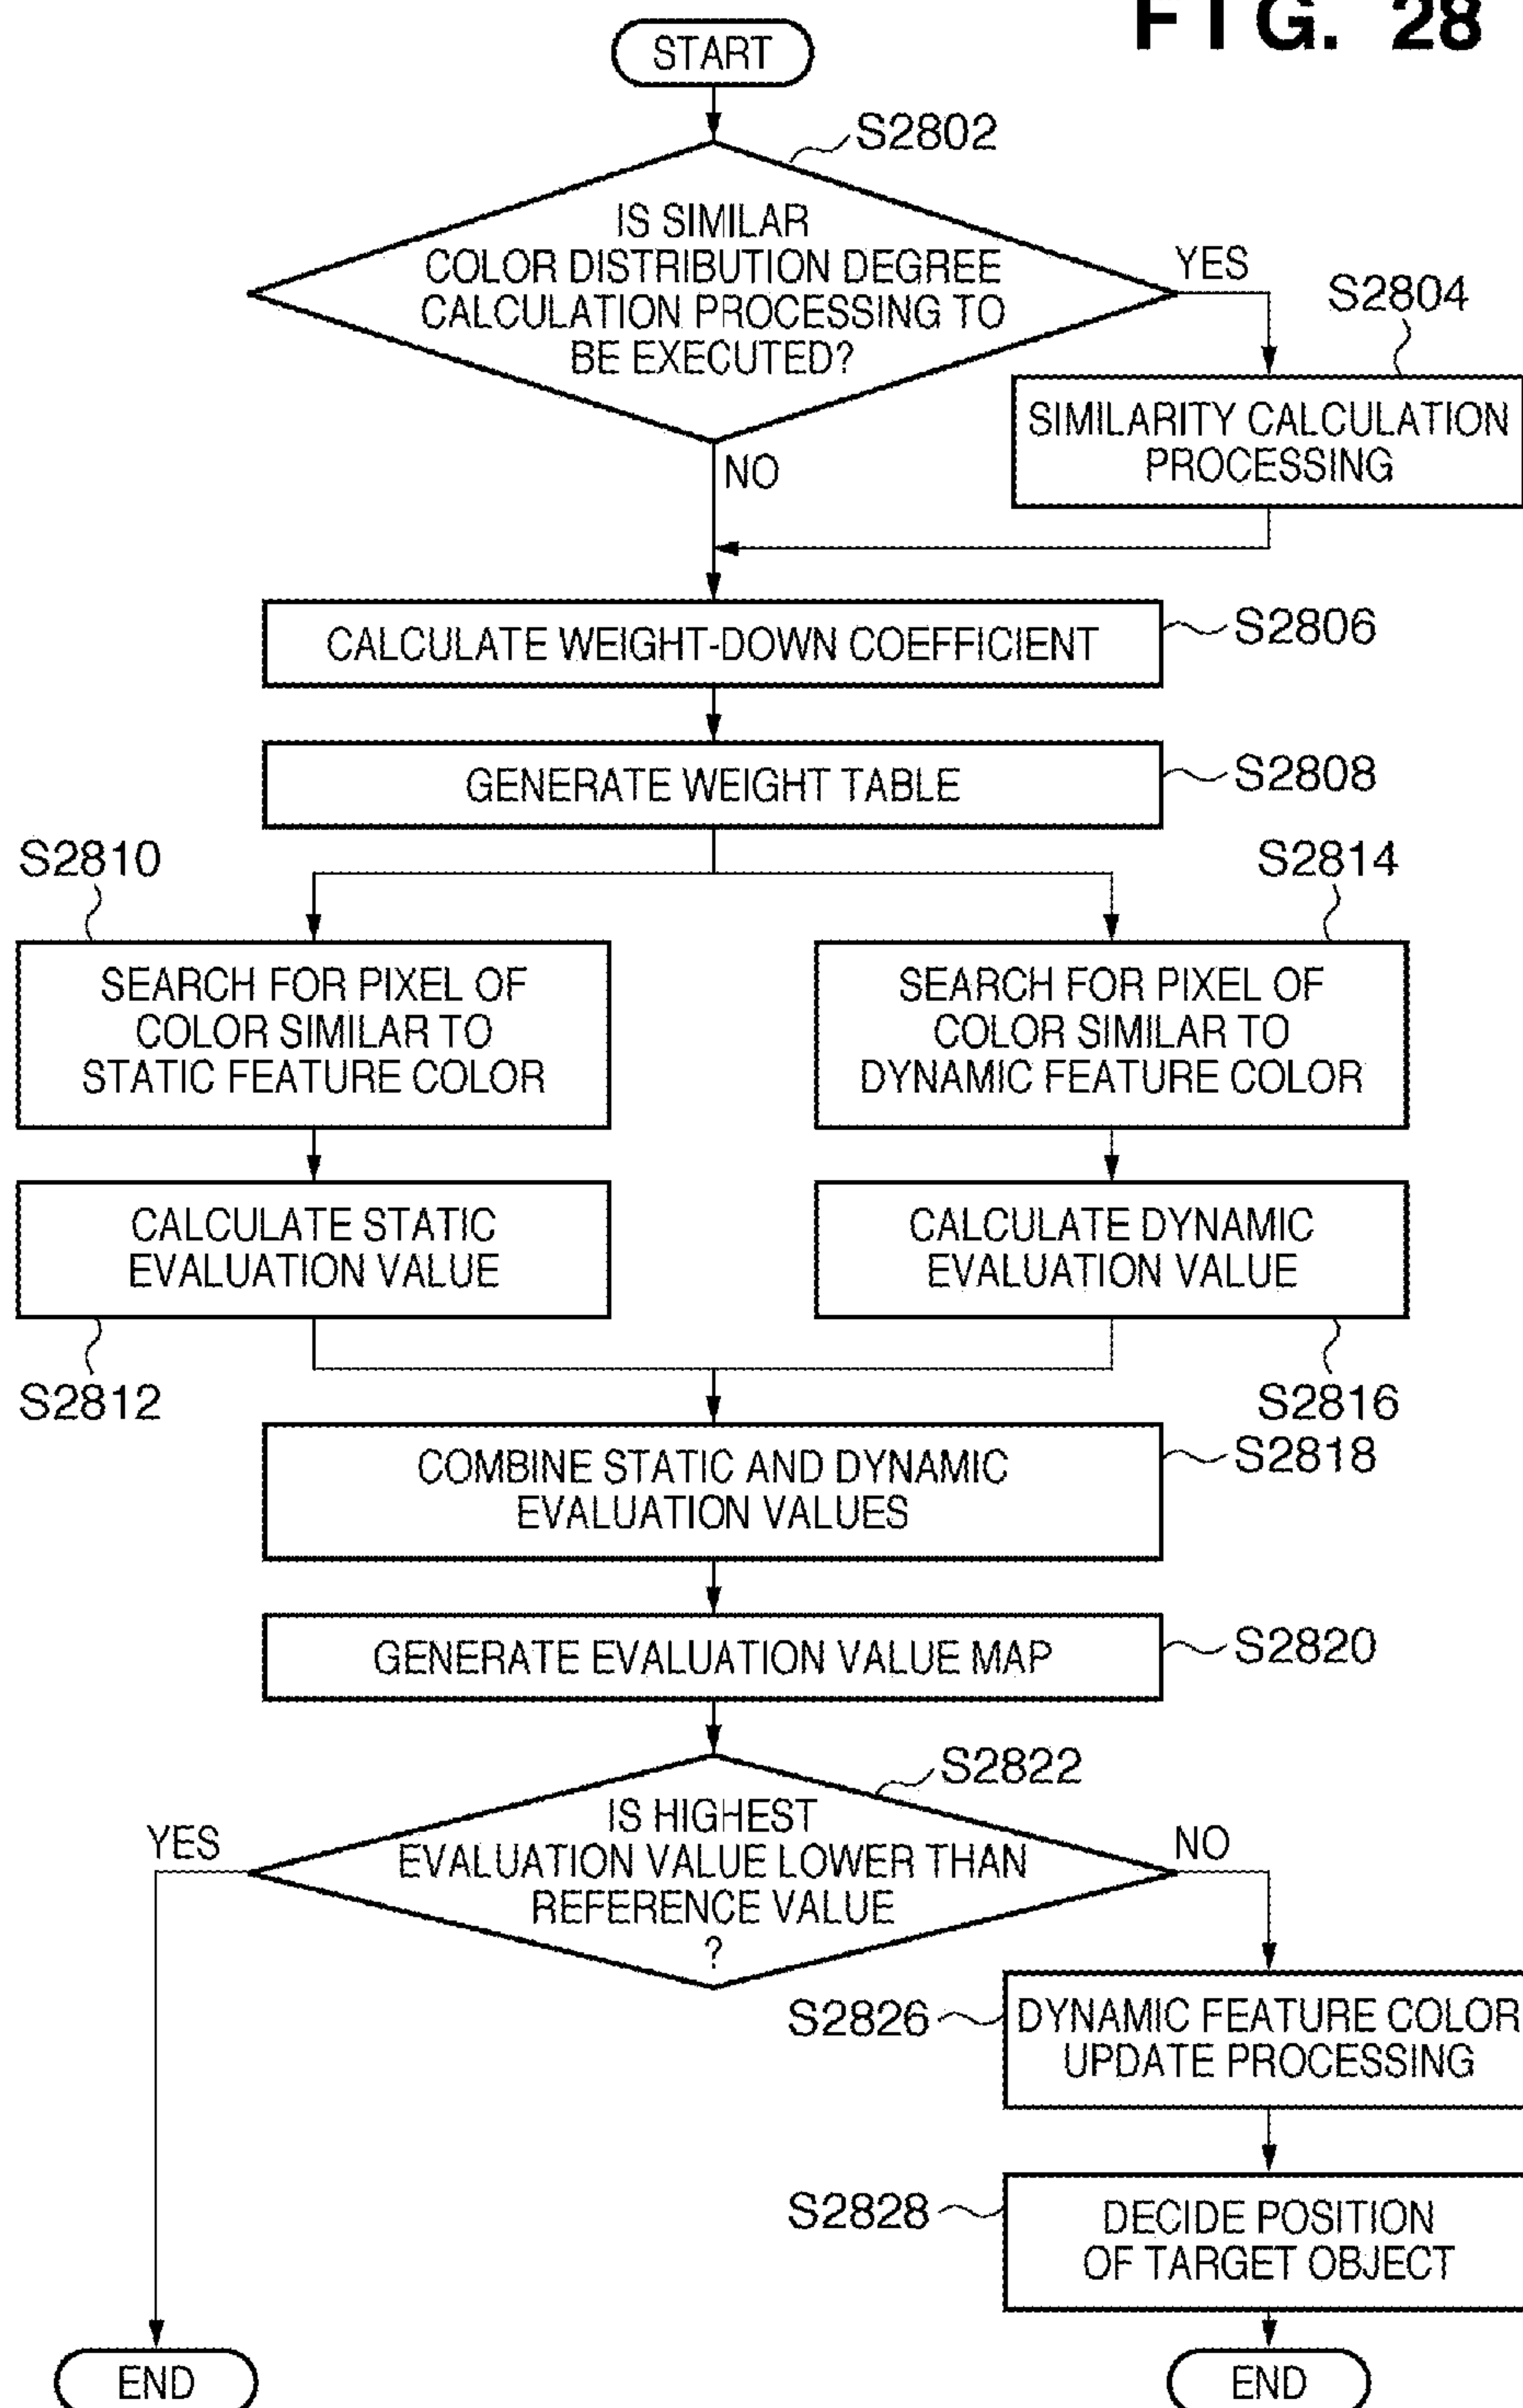 FIG. 28
START
S2802
IS SIMILAR
COLOR DISTRIBUTION DEGREE
CALCULATION PROCESSING TO
BE EXECUTED?
YES
S2804
SIMILARITY CALCULATION
PROCESSING
NO
CALCULATE WEIGHT-DOWN COEFFICIENT
S2806
GENERATE WEIGHT TABLE
S2808
S2810
SEARCH FOR PIXEL OF
COLOR SIMILAR TO
STATIC FEATURE COLOR
S2814
SEARCH FOR PIXEL OF
COLOR SIMILAR TO
DYNAMIC FEATURE COLOR
CALCULATE STATIC
EVALUATION VALUE
S2812
CALCULATE DYNAMIC
EVALUATION VALUE
S2816
COMBINE STATIC AND DYNAMIC
EVALUATION VALUES
S2818
GENERATE EVALUATION VALUE MAP
S2820
S2822
IS HIGHEST
EVALUATION VALUE LOWER THAN
REFERENCE VALUE
?
YES
NO
S2826
DYNAMIC FEATURE COLOR
UPDATE PROCESSING
S2828
DECIDE POSITION
OF TARGET OBJECT
END
END